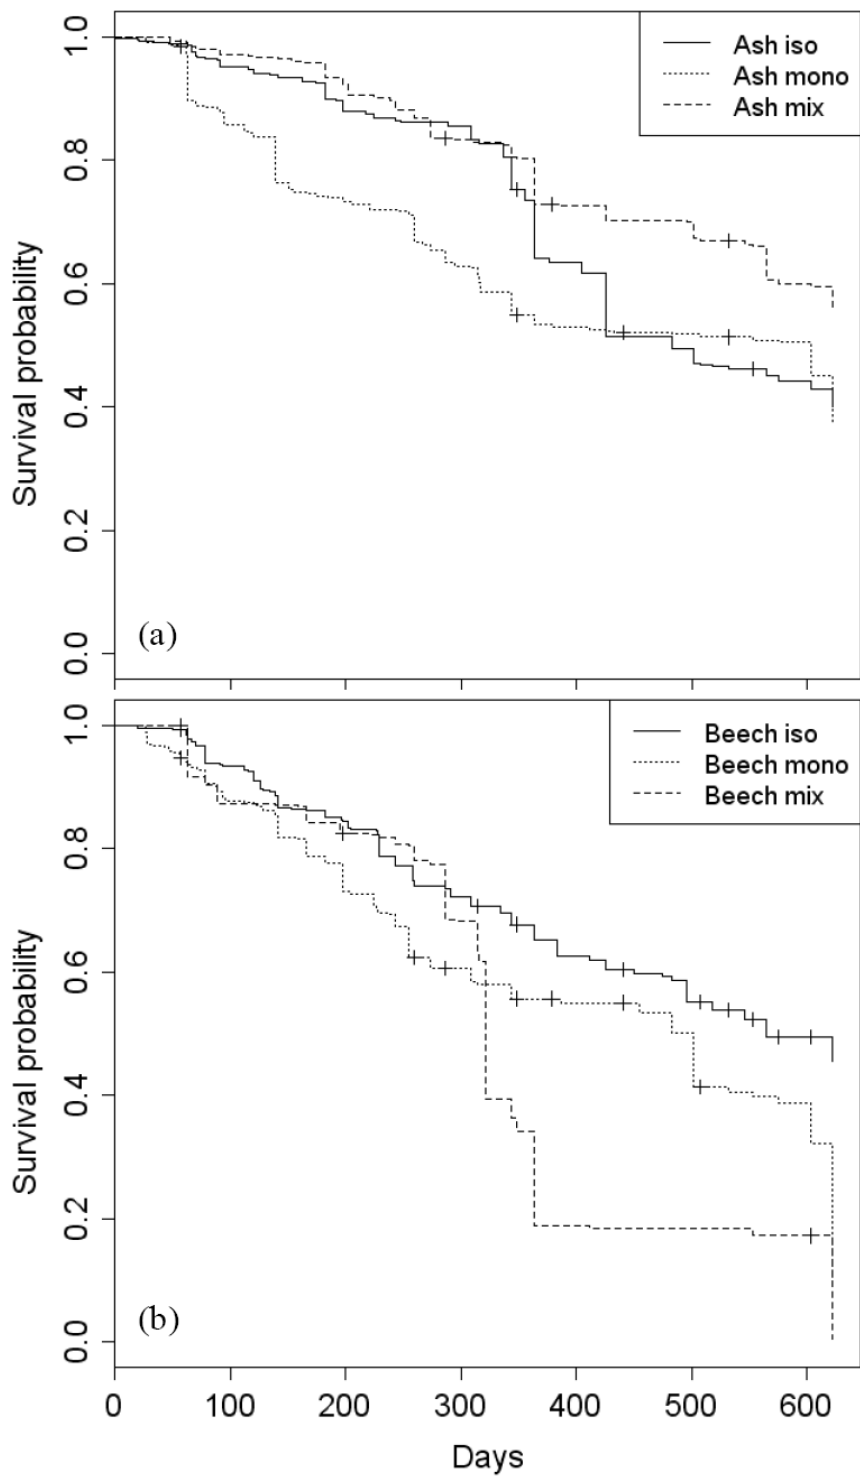 Ash iso
Ash mono
Ash mix
Survival probability
1.0
0.8
0.6
0.4
0.2
0.0
(a)
Beech iso
Beech mono
Beech mix
Survival probability
1.0
0.8
0.6
0.4
0.2
0.0
(b)
0 100 200 300 400 500 600
Days